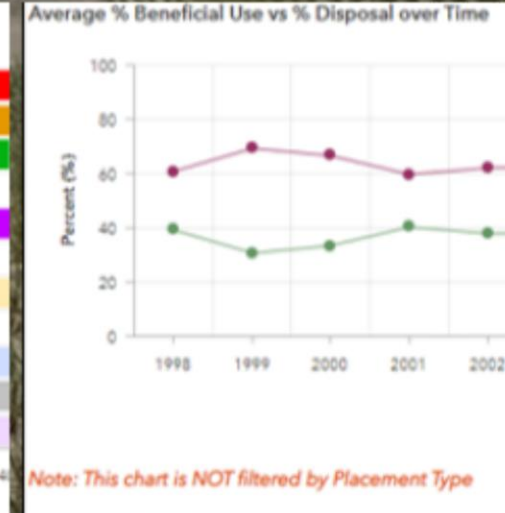 Average % Beneficial Use vs % Disposal over Time
100
80
60
40
20
0
Percent (%)
1998 1999 2000 2001 2002
Note: This chart is NOT filtered by Placement Type